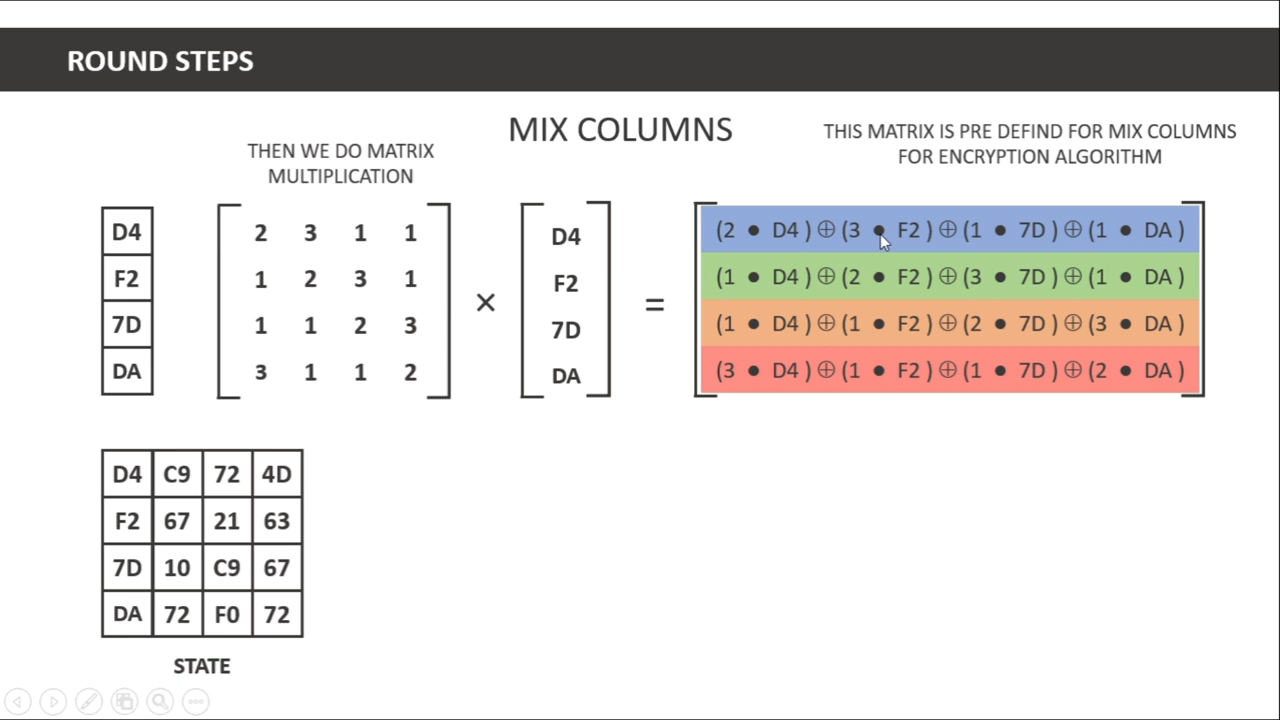 ROUND STEPS
MIX COLUMNS
THEN WE DO MATRIX
MULTIPLICATION
THIS MATRIX IS PRE DEFIND FOR MIX COLUMNS
FOR ENCRYPTION ALGORITHM
D4
F2
7D
DA
2 3 1 1
1 2 3 1
1 1 2 3
3 1 1 2
×
D4
F2
7D
DA
=
(2 ● D4 ) ⊕ (3 ● F2 ) ⊕ (1 ● 7D ) ⊕ (1 ● DA )
(1 ● D4 ) ⊕ (2 ● F2 ) ⊕ (3 ● 7D ) ⊕ (1 ● DA )
(1 ● D4 ) ⊕ (1 ● F2 ) ⊕ (2 ● 7D ) ⊕ (3 ● DA )
(3 ● D4 ) ⊕ (1 ● F2 ) ⊕ (1 ● 7D ) ⊕ (2 ● DA )
D4 C9 72 4D
F2 67 21 63
7D 10 C9 67
DA 72 F0 72
STATE